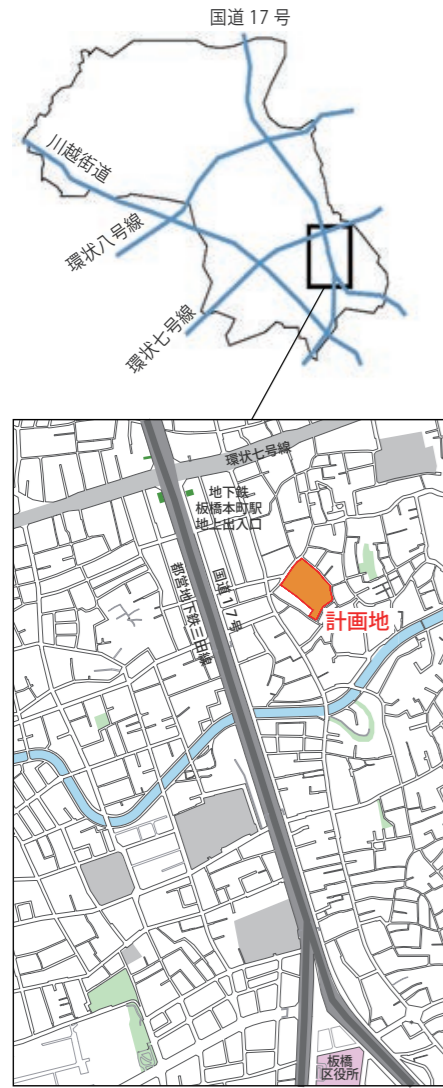 国道 17 号
川越街道
環状八号線
環状七号線
環状七号線
地下鉄
板橋本町駅
地上出入口
国道 17 号
都営地下鉄三田線
計画地
板橋
区役所